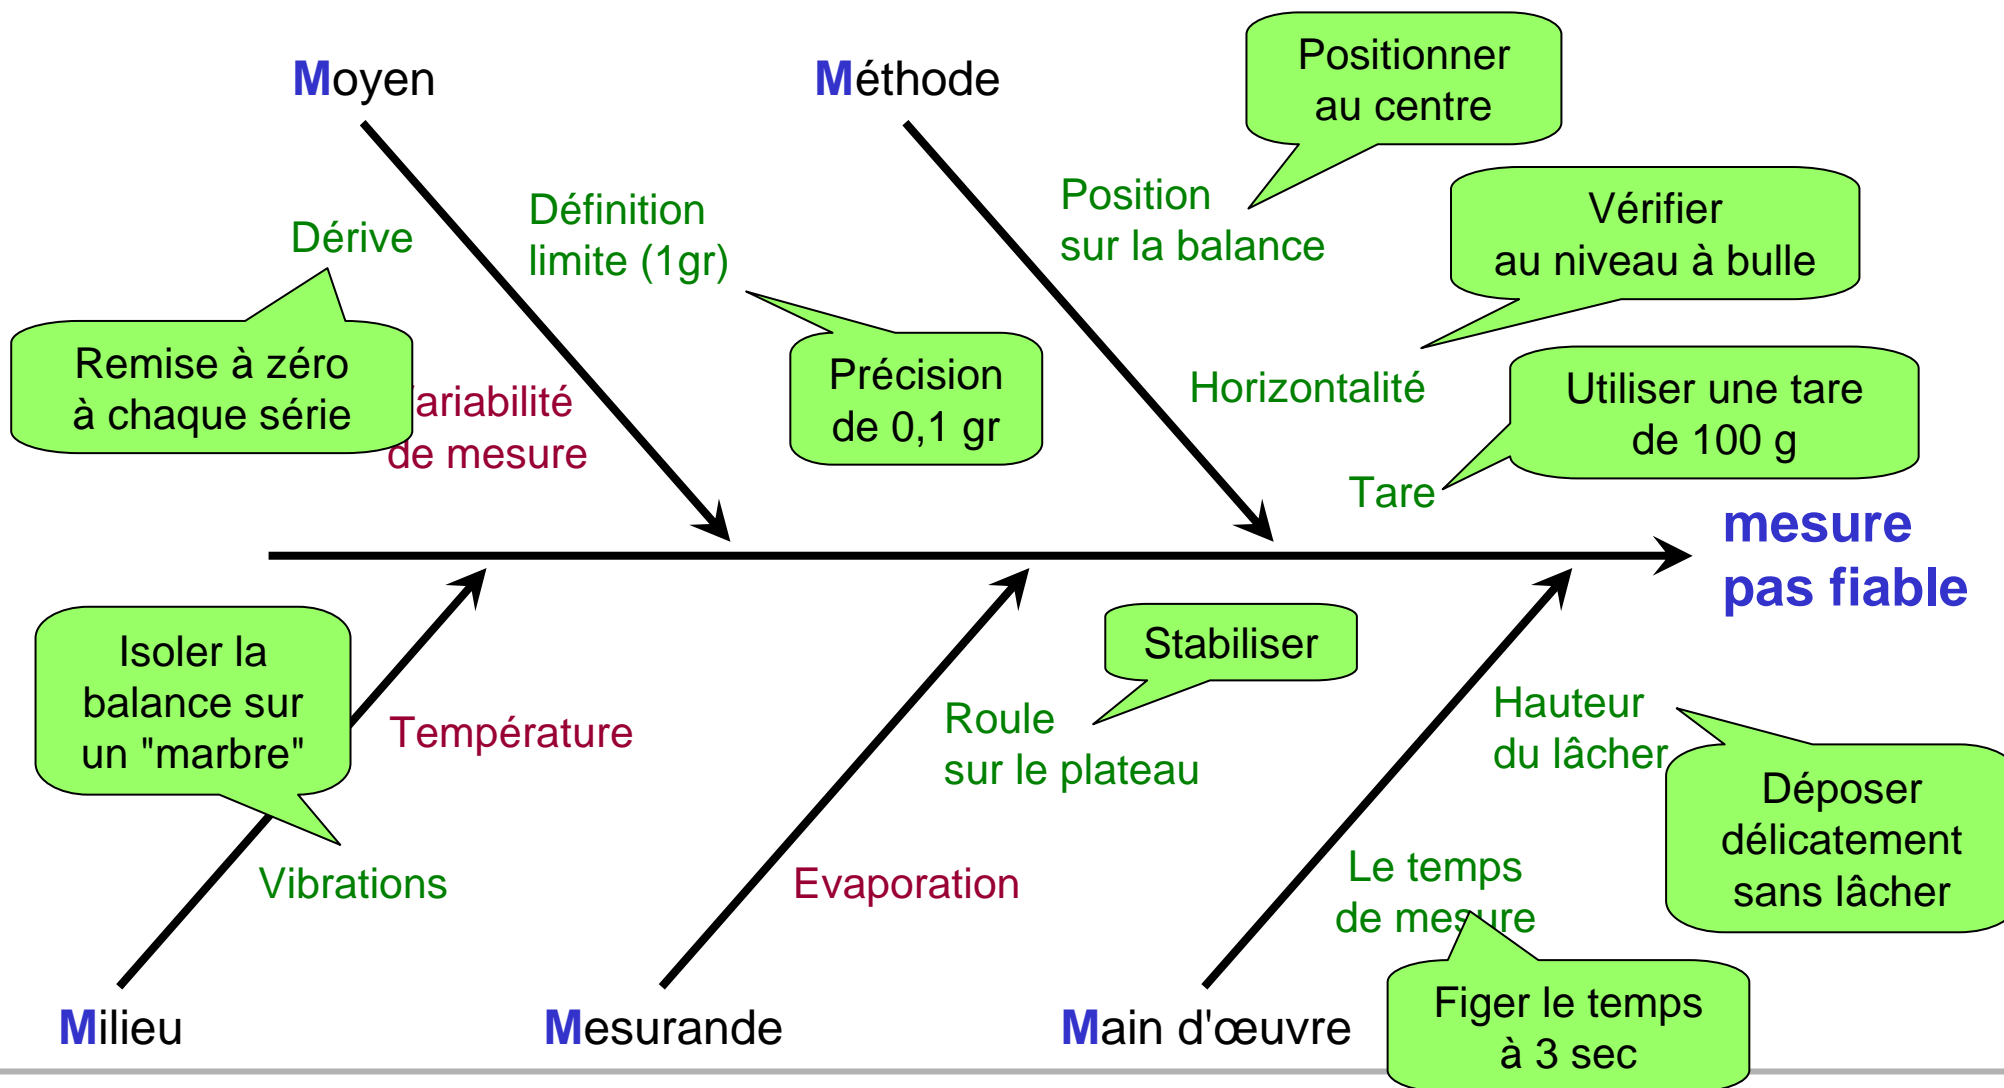 Moyen
Méthode
Positionner
au centre
Dérive
Définition
limite (1gr)
Position
sur la balance
Vérifier
au niveau à bulle
Remise à zéro
à chaque série
ariabilité
de mesure
Précision
de 0,1 gr
Horizontalité
Utiliser une tare
de 100 g
Tare
mesure
pas fiable
Isoler la
balance sur
un "marbre"
Température
Vibrations
Stabiliser
Roule
sur le plateau
Evaporation
Hauteur
du lâcher
Déposer
délicatement
sans lâcher
Le temps
de mesure
Figer le temps
à 3 sec
Milieu
Mesurande
Main d'œuvre